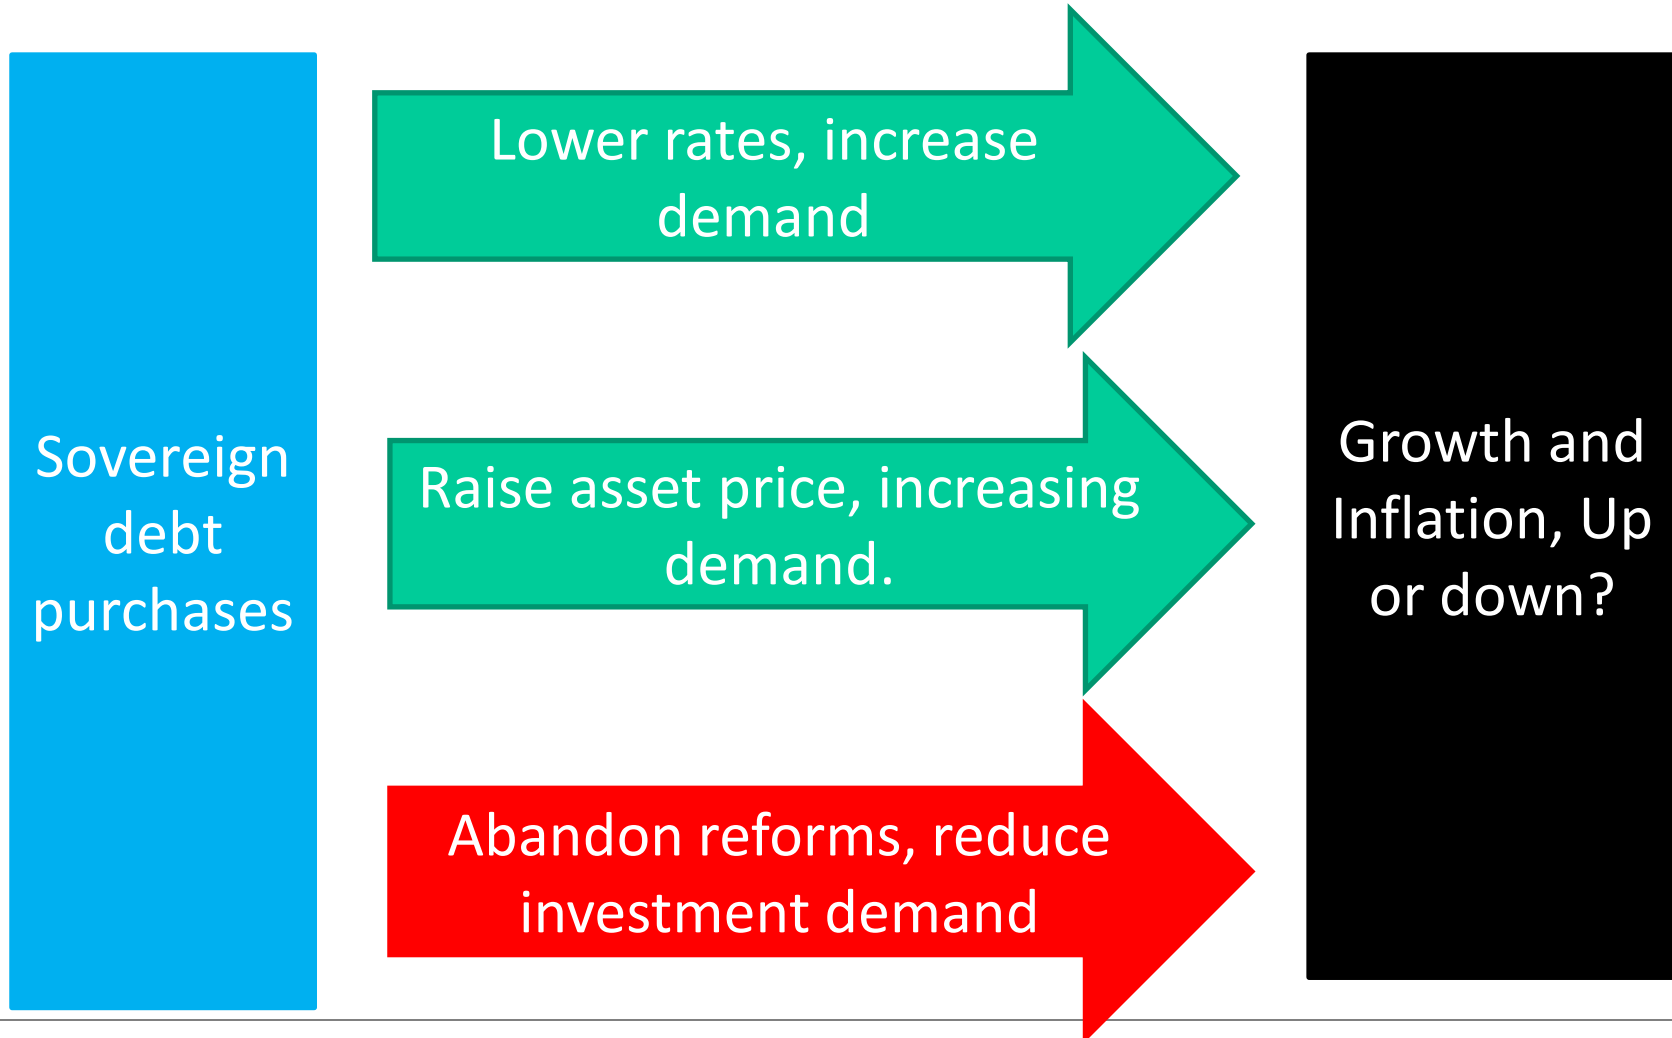 Sovereign
debt
purchases
Lower rates, increase
demand
Raise asset price, increasing
demand.
Abandon reforms, reduce
investment demand
Growth and
Inflation, Up
or down?